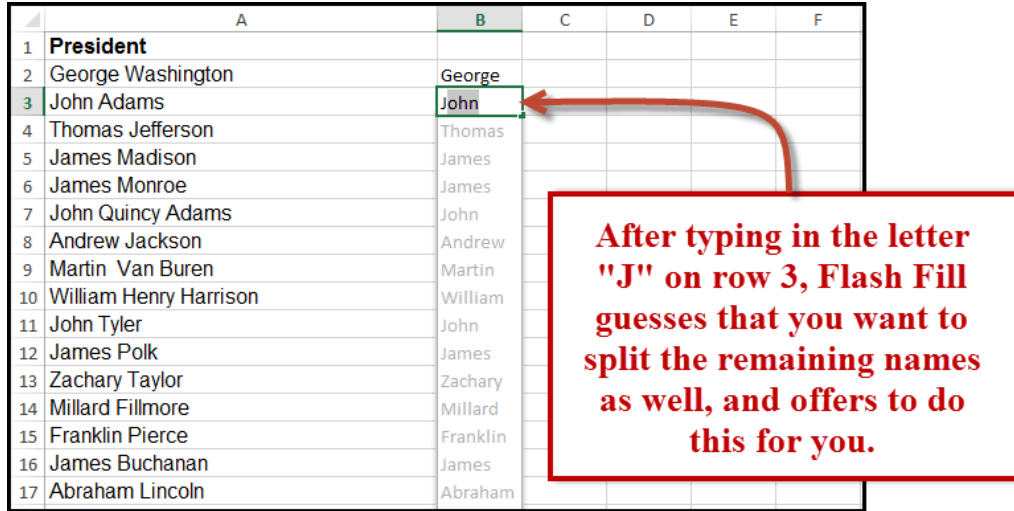 A B C D E F
1 President
2 George Washington George
3 John Adams John
4 Thomas Jefferson Thomas
5 James Madison James
6 James Monroe James
7 John Quincy Adams John
8 Andrew Jackson Andrew
9 Martin  Van Buren Martin
10 William Henry Harrison William
11 John Tyler John
12 James Polk James
13 Zachary Taylor Zachary
14 Millard Fillmore Millard
15 Franklin Pierce Franklin
16 James Buchanan James
17 Abraham Lincoln Abraham
After typing in the letter
"J" on row 3, Flash Fill
guesses that you want to
split the remaining names
as well, and offers to do
this for you.